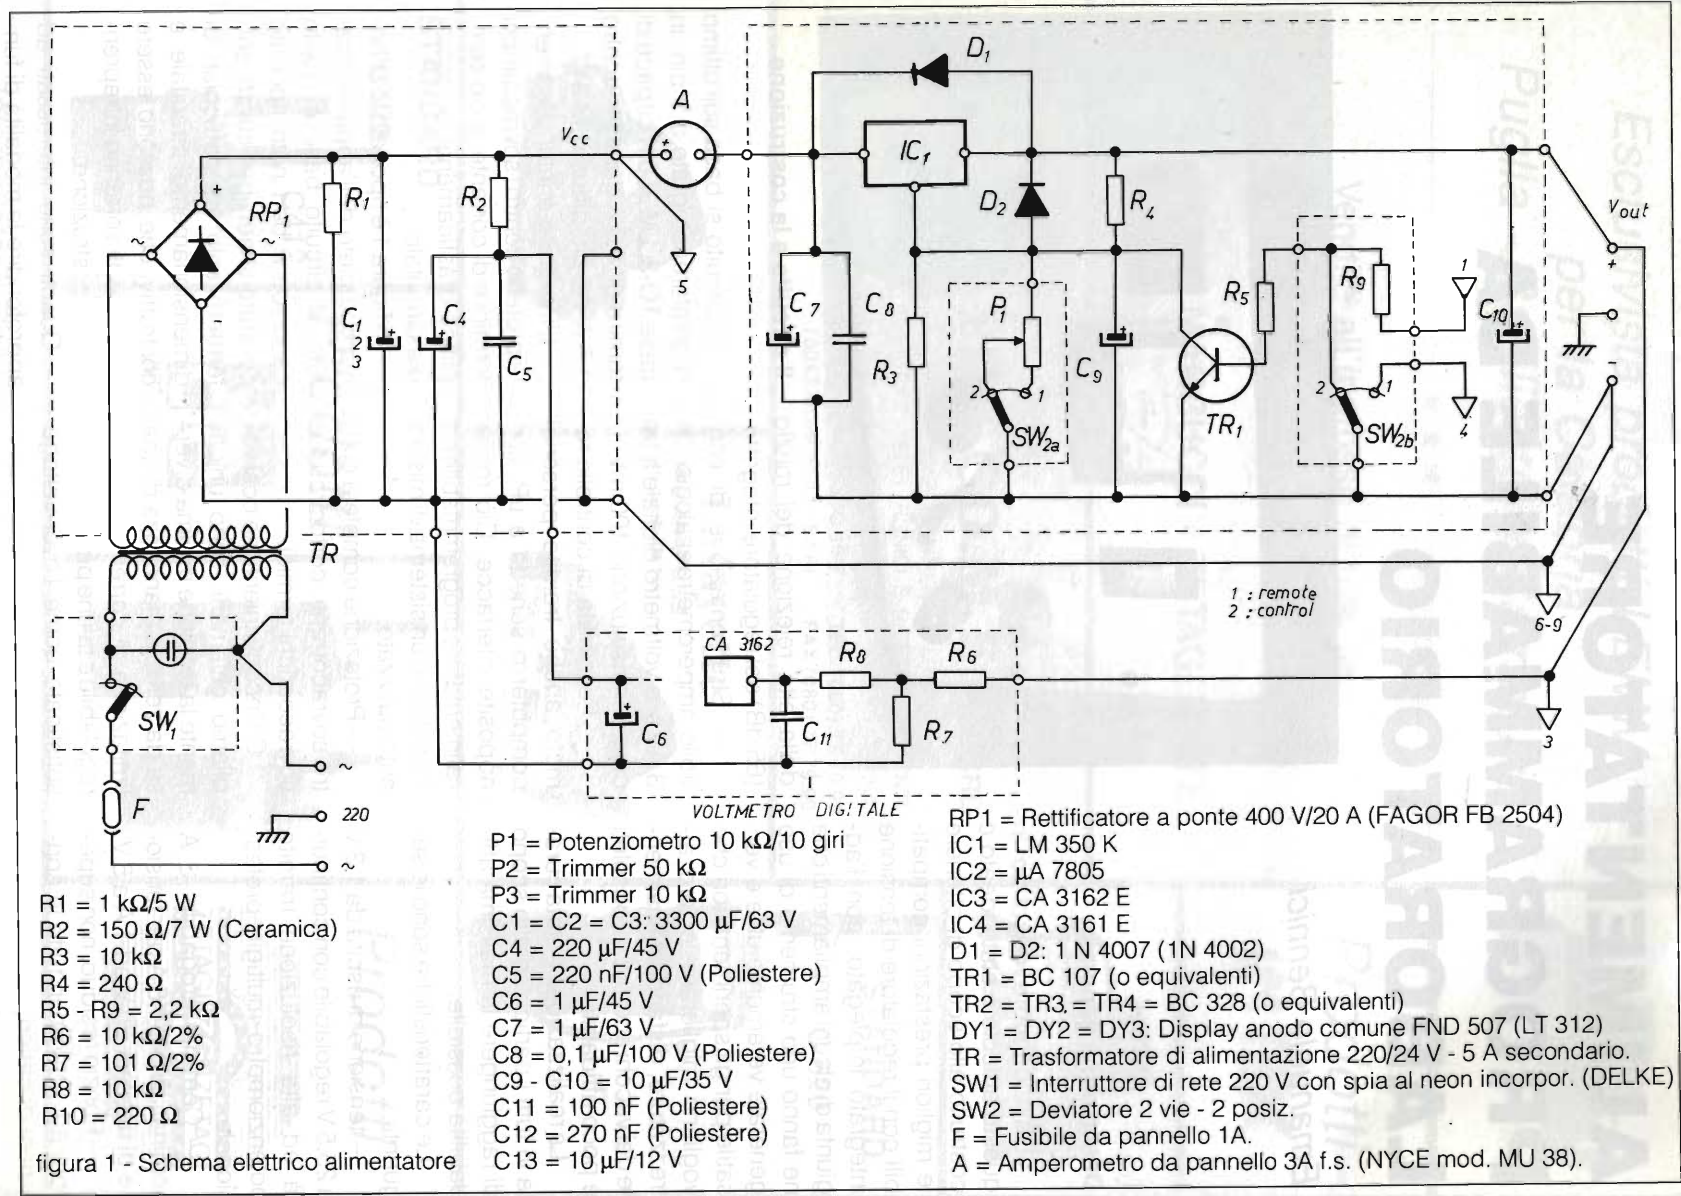 D1
A
Vcc
IC1
RP1
+
~
~
-
R1
R2
+
D2
R4
Vout
+
5
C1
2
3
+
C4
+
C5
C7
+
C8
R3
P1
2
1
SW2a
C9
+
R5
TR1
R9
1
2
1
4
SW2b
C10
+
-
TR
1 : remote
2 : control
6-9
CA 3162
R8
R6
C6
+
C11
R7
3
SW1
F
~
220
~
VOLTMETRO DIGITALE
R1 = 1 kΩ/5 W
R2 = 150 Ω/7 W (Ceramica)
R3 = 10 kΩ
R4 = 240 Ω
R5 - R9 = 2,2 kΩ
R6 = 10 kΩ/2%
R7 = 101 Ω/2%
R8 = 10 kΩ
R10 = 220 Ω
P1 = Potenziometro 10 kΩ/10 giri
P2 = Trimmer 50 kΩ
P3 = Trimmer 10 kΩ
C1 = C2 = C3: 3300 µF/63 V
C4 = 220 µF/45 V
C5 = 220 nF/100 V (Poliestere)
C6 = 1 µF/45 V
C7 = 1 µF/63 V
C8 = 0,1 µF/100 V (Poliestere)
C9 - C10 = 10 µF/35 V
C11 = 100 nF (Poliestere)
C12 = 270 nF (Poliestere)
C13 = 10 µF/12 V
RP1 = Rettificatore a ponte 400 V/20 A (FAGOR FB 2504)
IC1 = LM 350 K
IC2 = µA 7805
IC3 = CA 3162 E
IC4 = CA 3161 E
D1 = D2: 1 N 4007 (1N 4002)
TR1 = BC 107 (o equivalenti)
TR2 = TR3 = TR4 = BC 328 (o equivalenti)
DY1 = DY2 = DY3: Display anodo comune FND 507 (LT 312)
TR = Trasformatore di alimentazione 220/24 V - 5 A secondario.
SW1 = Interruttore di rete 220 V con spia al neon incorpor. (DELKE)
SW2 = Deviatore 2 vie - 2 posiz.
F = Fusibile da pannello 1A.
A = Amperometro da pannello 3A f.s. (NYCE mod. MU 38).
figura 1 - Schema elettrico alimentatore